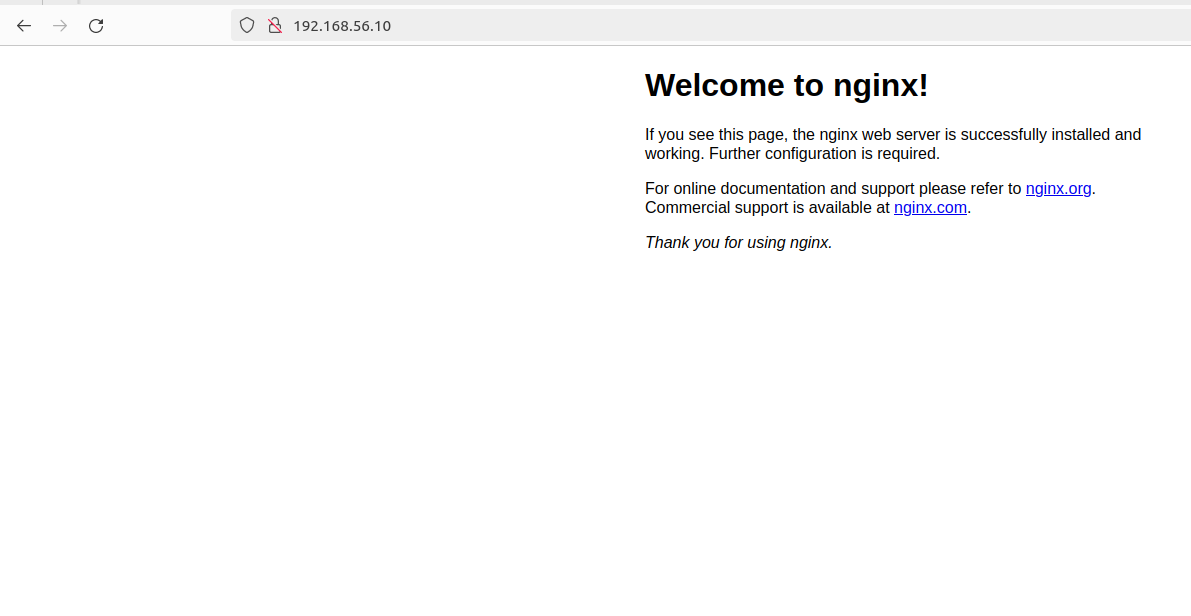 192.168.56.10
Welcome to nginx!
If you see this page, the nginx web server is successfully installed and
working. Further configuration is required.
For online documentation and support please refer to nginx.org.
Commercial support is available at nginx.com.
Thank you for using nginx.